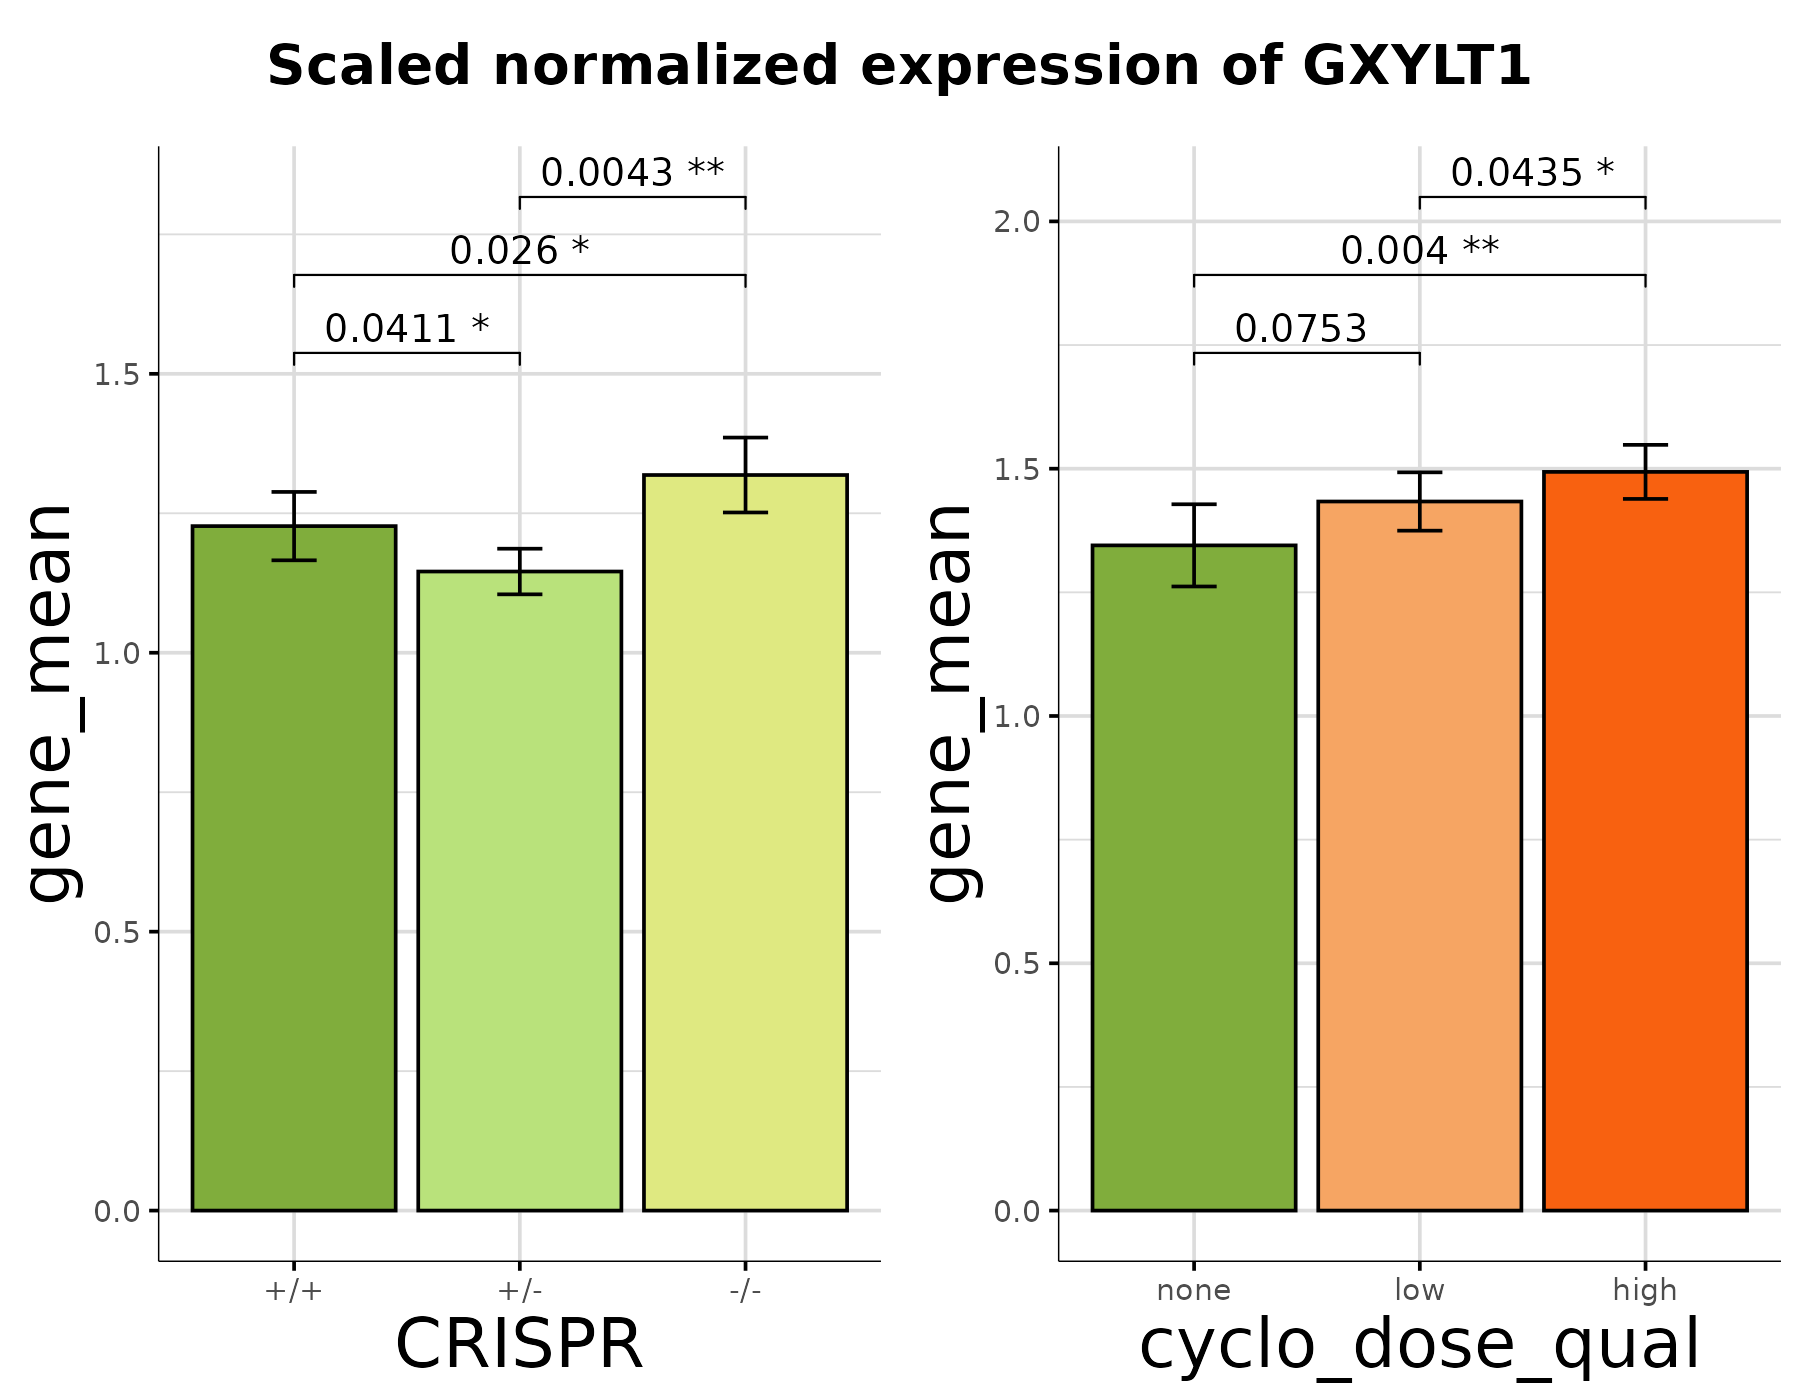 Scaled normalized expression of GXYLT1
0.0043 **
0.026 *
0.0411 *
1.5
1.0
0.5
0.0
gene_mean
+/+ +/- -/-
CRISPR
0.0435 *
0.004 **
0.0753
2.0
1.5
1.0
0.5
0.0
gene_mean
none low high
cyclo_dose_qual